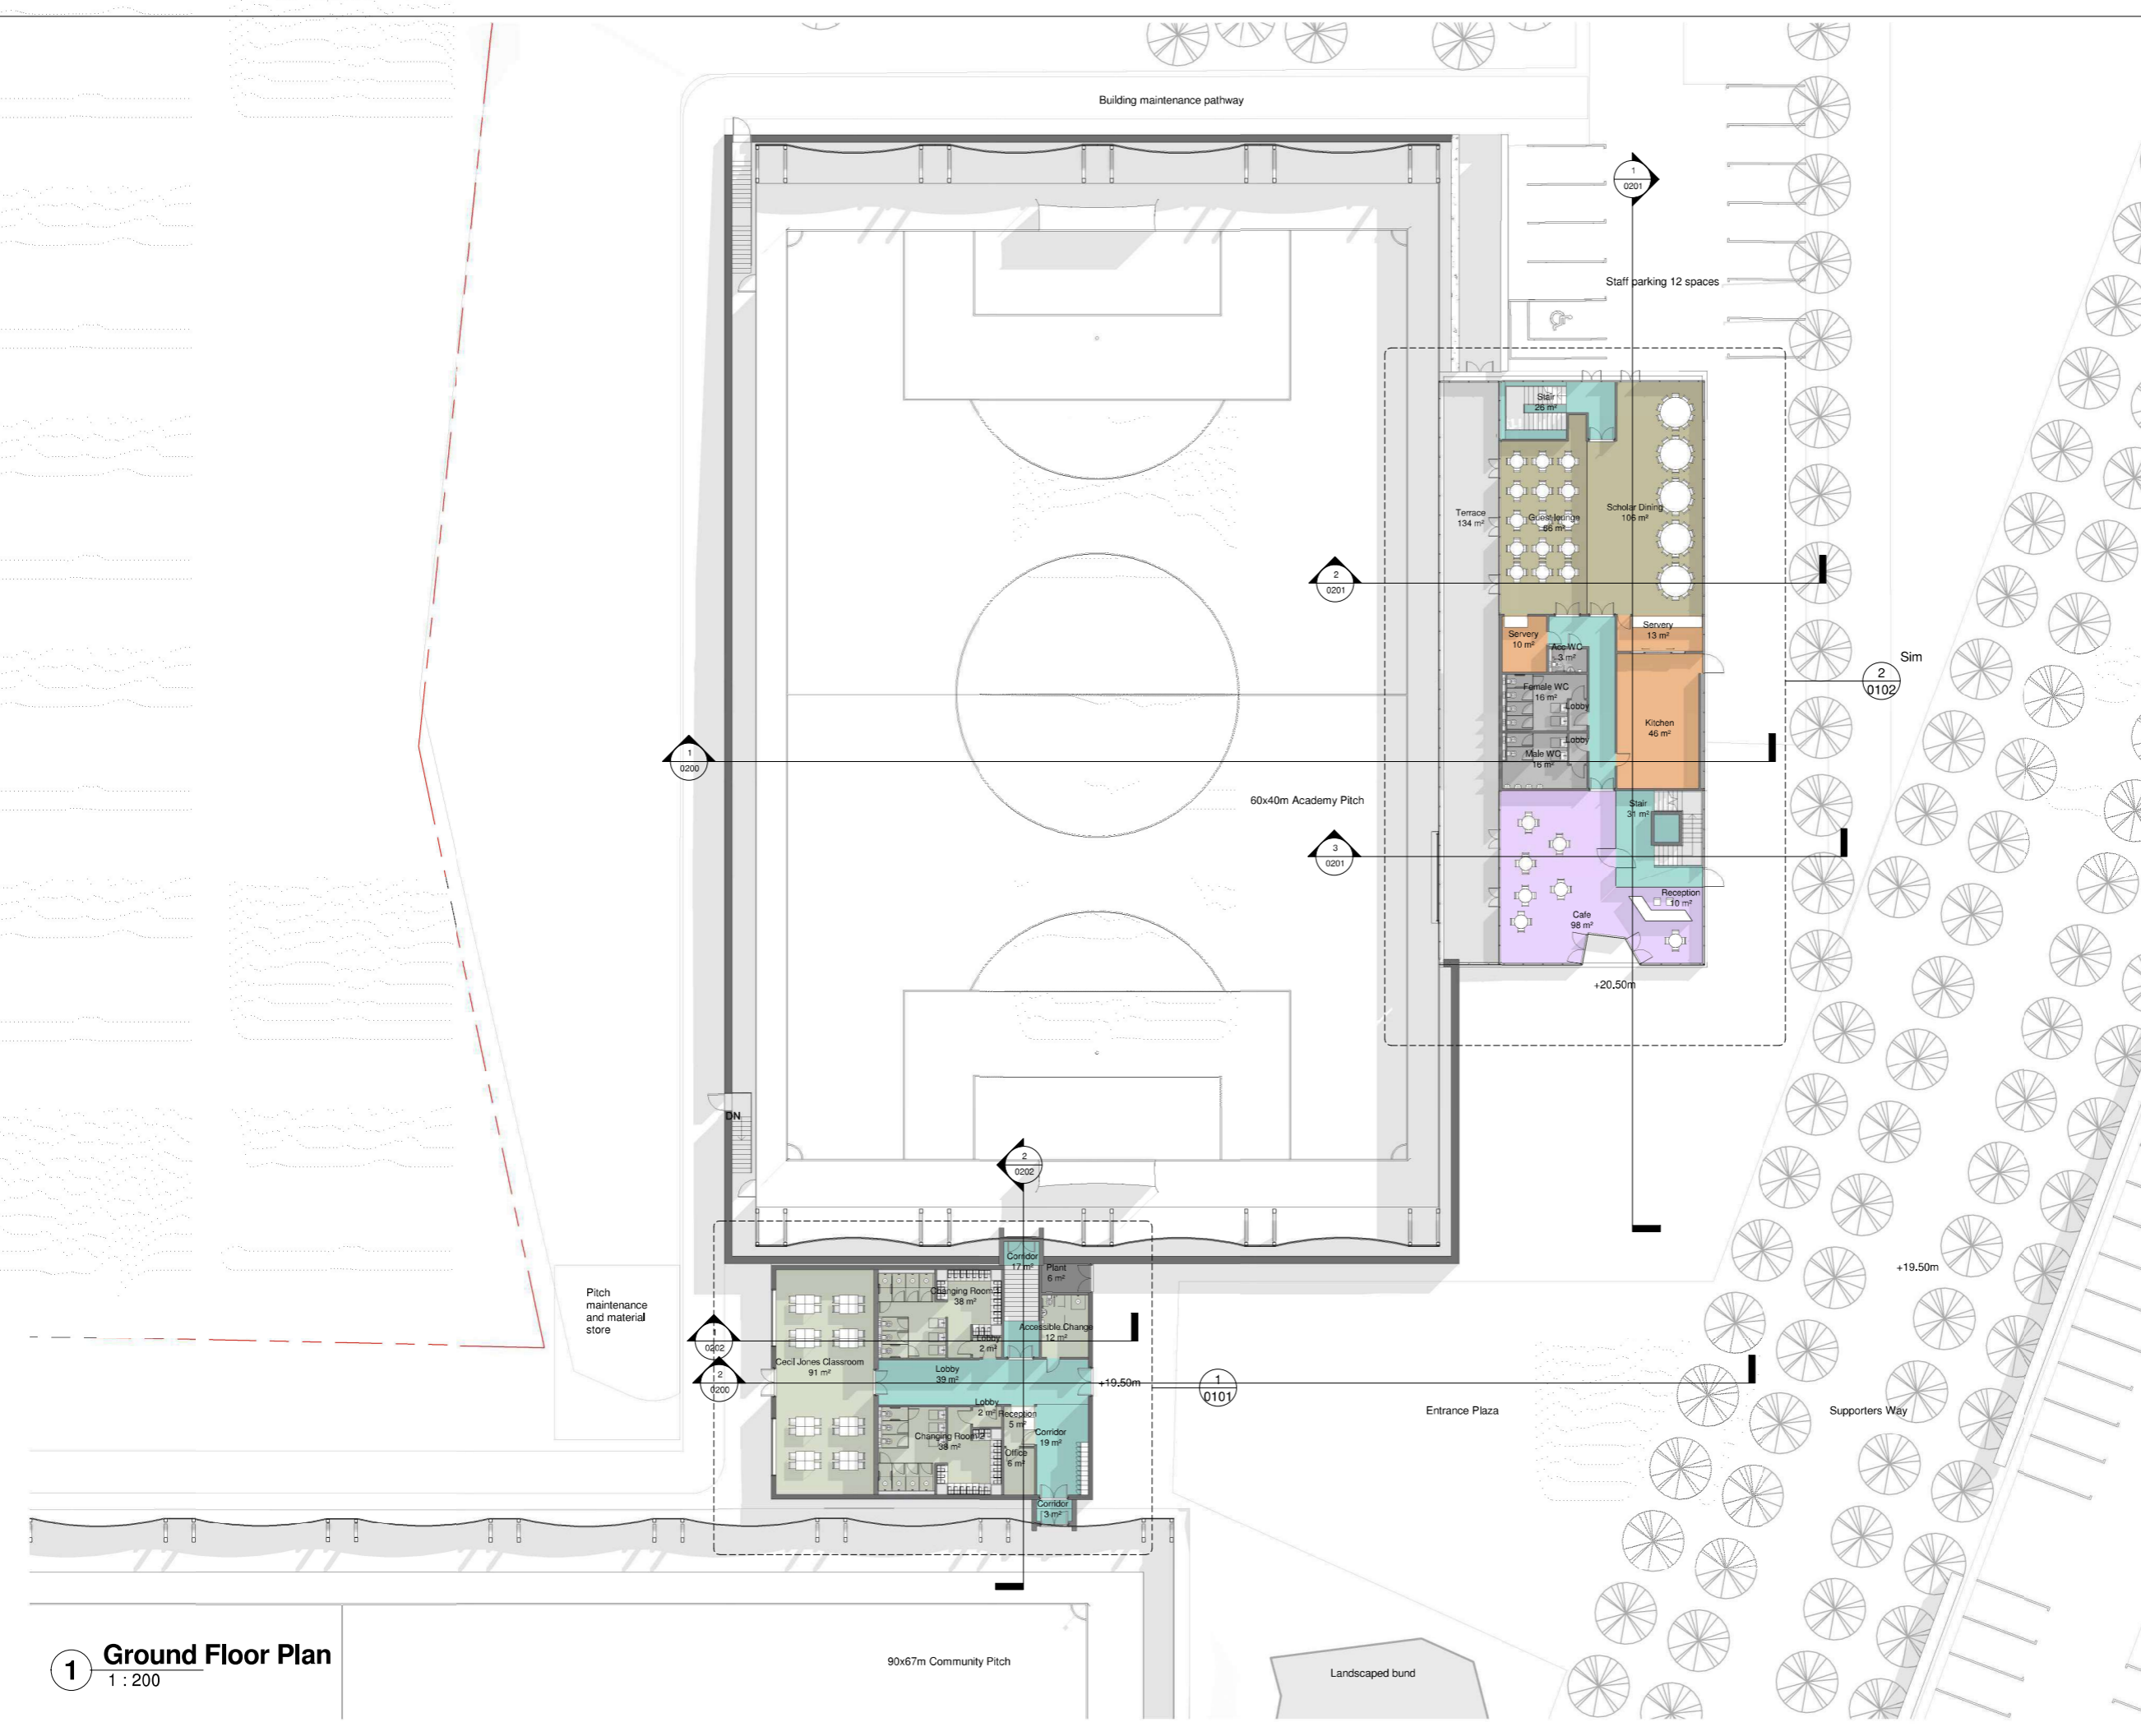 Building maintenance pathway
1
0201
Staff parking 12 spaces
Stair
26 m²
Terrace
134 m²
Guest lounge
66 m²
Scholar Dining
106 m²
2
0201
Servery
10 m²
Acc WC
3 m²
Servery
13 m²
Sim
2
0102
Female WC
16 m²
Lobby
Kitchen
46 m²
Lobby
Male WC
16 m²
1
0200
60x40m Academy Pitch
Stair
31 m²
3
0201
Reception
10 m²
Cafe
98 m²
+20.50m
DN
2
0202
Corridor
17 m²
Plant
6 m²
+19.50m
Pitch
maintenance
and material
store
Changing Room 1
38 m²
Accessible Change
12 m²
Lobby
2 m²
1
0202
Cecil Jones Classroom
91 m²
Lobby
39 m²
2
0200
+19.50m
1
0101
Lobby
2 m²
Reception
5 m²
Entrance Plaza
Supporters Way
Changing Room 2
38 m²
Corridor
19 m²
Office
6 m²
Corridor
3 m²
1
Ground Floor Plan
1 : 200
90x67m Community Pitch
Landscaped bund